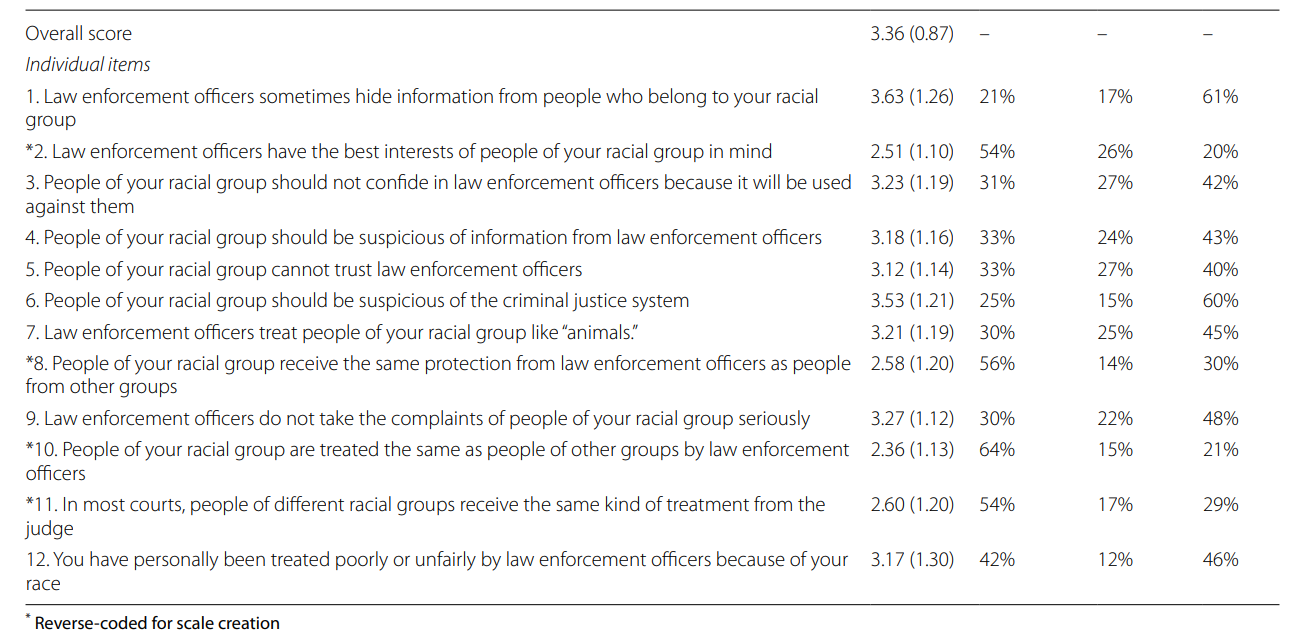 Overall score 3.36 (0.87) – – –
Individual items
1. Law enforcement officers sometimes hide information from people who belong to your racial 3.63 (1.26) 21% 17% 61%
group
*2. Law enforcement officers have the best interests of people of your racial group in mind 2.51 (1.10) 54% 26% 20%
3. People of your racial group should not confide in law enforcement officers because it will be used 3.23 (1.19) 31% 27% 42%
against them
4. People of your racial group should be suspicious of information from law enforcement officers 3.18 (1.16) 33% 24% 43%
5. People of your racial group cannot trust law enforcement officers 3.12 (1.14) 33% 27% 40%
6. People of your racial group should be suspicious of the criminal justice system 3.53 (1.21) 25% 15% 60%
7. Law enforcement officers treat people of your racial group like “animals.” 3.21 (1.19) 30% 25% 45%
*8. People of your racial group receive the same protection from law enforcement officers as people 2.58 (1.20) 56% 14% 30%
from other groups
9. Law enforcement officers do not take the complaints of people of your racial group seriously 3.27 (1.12) 30% 22% 48%
*10. People of your racial group are treated the same as people of other groups by law enforcement 2.36 (1.13) 64% 15% 21%
officers
*11. In most courts, people of different racial groups receive the same kind of treatment from the 2.60 (1.20) 54% 17% 29%
judge
12. You have personally been treated poorly or unfairly by law enforcement officers because of your 3.17 (1.30) 42% 12% 46%
race
* Reverse-coded for scale creation